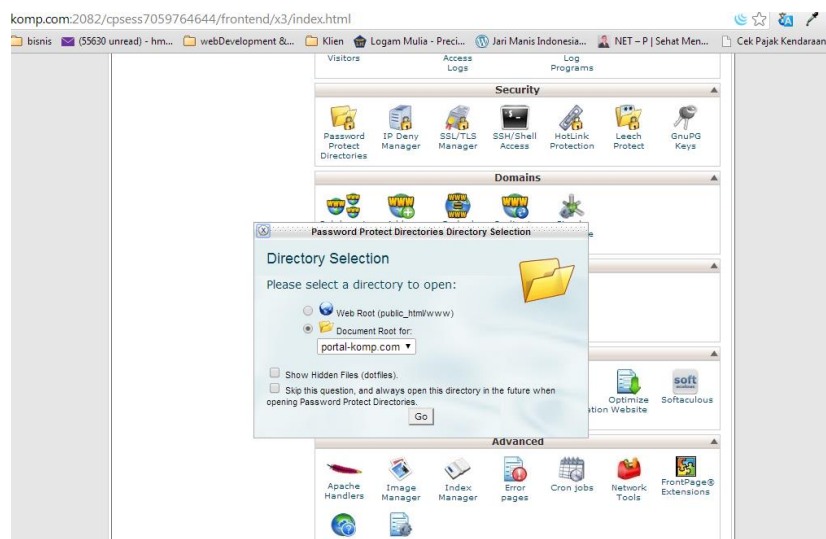 komp.com:2082/cpsess7059764644/frontend/x3/index.html
bisnis (55630 unread) - hm... webDevelopment &... Klien Logam Mulia - Preci... Jari Manis Indonesia... NET – P | Sehat Men... Cek Pajak Kendaraan
Visitors Access Log
Logs Programs
Security
Password IP Deny SSL/TLS SSH/Shell HotLink Leech GnuPG
Protect Manager Manager Access Protection Protect Keys
Directories
Domains
Password Protect Directories Directory Selection
Directory Selection
Please select a directory to open:
Web Root (public_html/www)
Document Root for:
portal-komp.com
Show Hidden Files (dotfiles).
Skip this question, and always open this directory in the future when
opening Password Protect Directories.
Go
Optimize Softaculous
Website
soft
Advanced
Apache Image Index Error Cron jobs Network FrontPage®
Handlers Manager Manager pages Tools Extensions